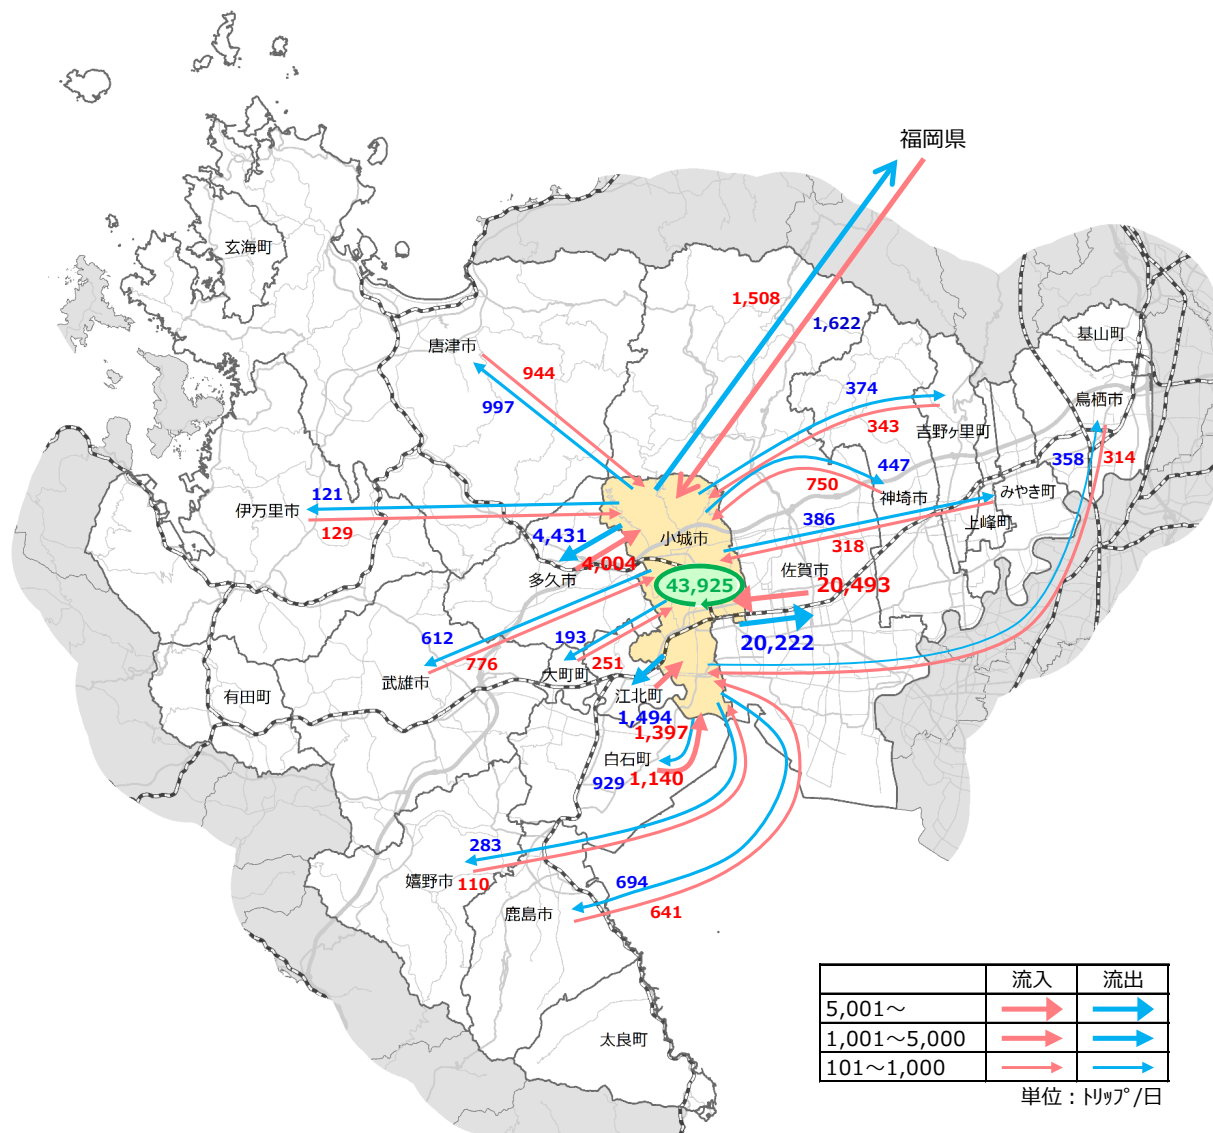 福岡県
玄海町
1,508
1,622
基山町
唐津市
944
374
鳥栖市
997
343
吉野ヶ里町
358
314
447
121
750
神埼市
みやき町
伊万里市
386
上峰町
129
4,431
小城市
318
4,004
佐賀市
多久市
43,925
20,493
612
193
20,222
776
251
武雄市
大町町
有田町
江北町
1,494
1,397
白石町
929
1,140
283
嬉野市
110
694
鹿島市
641
流入 流出
5,001~
1,001~5,000
101~1,000
太良町
単位:トリップ/日